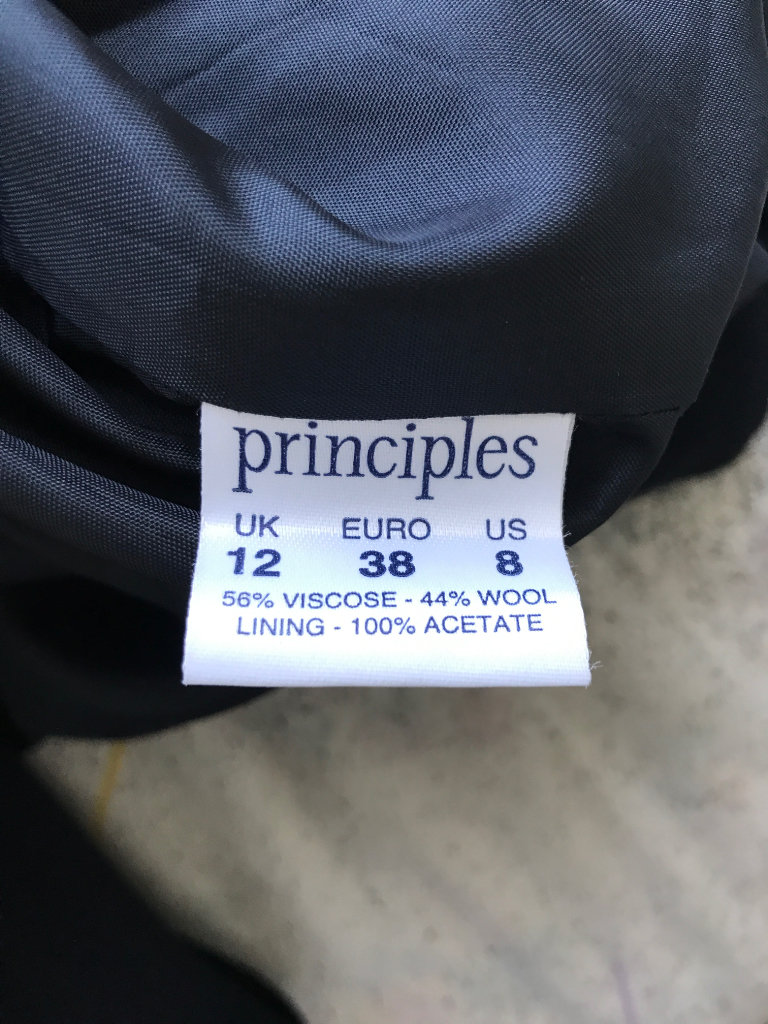 principles
UK EURO US
12 38 8
56% VISCOSE - 44% WOOL
LINING - 100% ACETATE